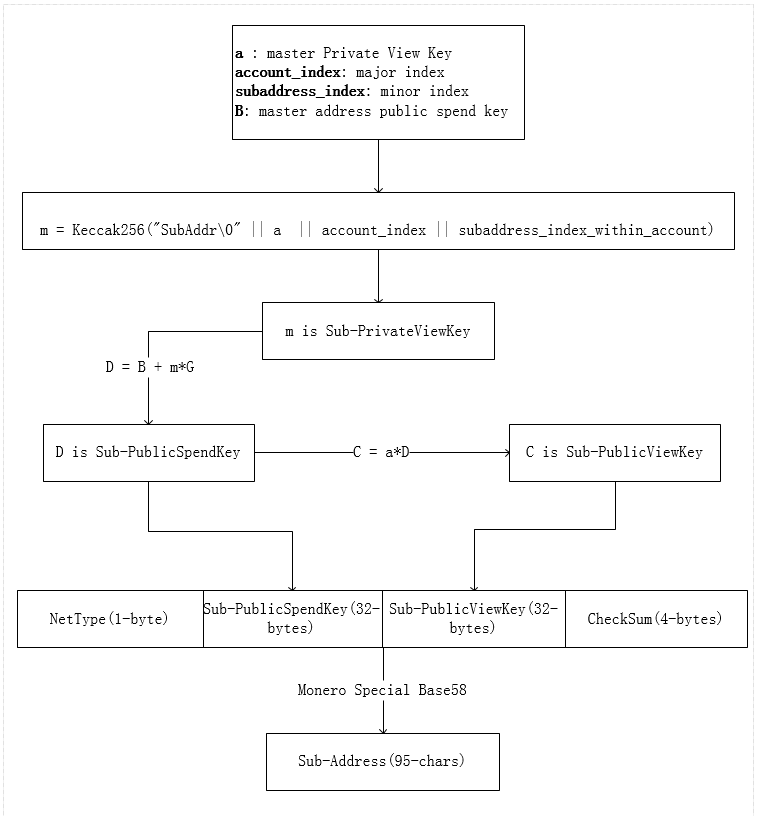 a : master Private View Key
account_index: major index
subaddress_index: minor index
B: master address public spend key
m = Keccak256("SubAddr\0" || a || account_index || subaddress_index_within_account)
m is Sub-PrivateViewKey
D = B + m*G
D is Sub-PublicSpendKey
C = a*D
C is Sub-PublicViewKey
NetType(1-byte)
Sub-PublicSpendKey(32-
bytes)
Sub-PublicViewKey(32-
bytes)
CheckSum(4-bytes)
Monero Special Base58
Sub-Address(95-chars)